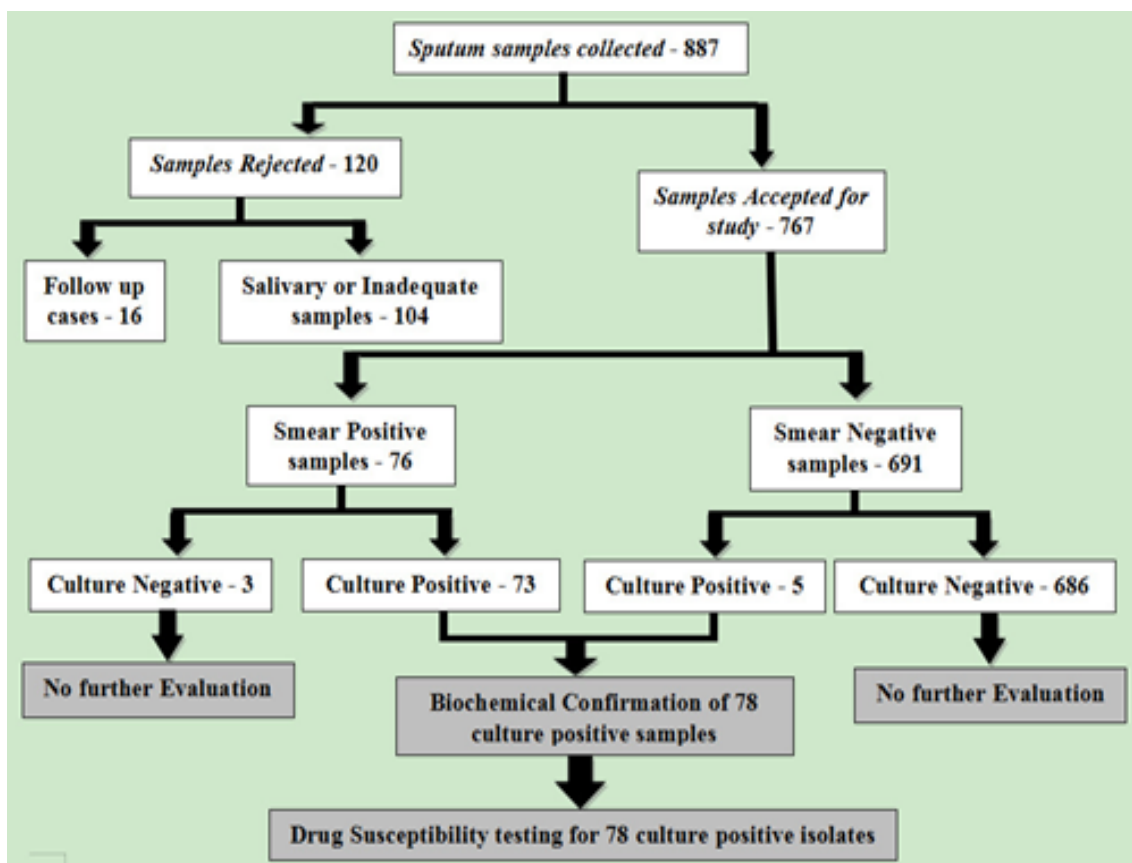 Sputum samples collected - 887
Samples Rejected - 120
Samples Accepted for
study - 767
Follow up
cases - 16
Salivary or Inadequate
samples - 104
Smear Positive
samples - 76
Smear Negative
samples - 691
Culture Negative - 3
Culture Positive - 73
Culture Positive - 5
Culture Negative - 686
No further Evaluation
Biochemical Confirmation of 78
culture positive samples
No further Evaluation
Drug Susceptibility testing for 78 culture positive isolates